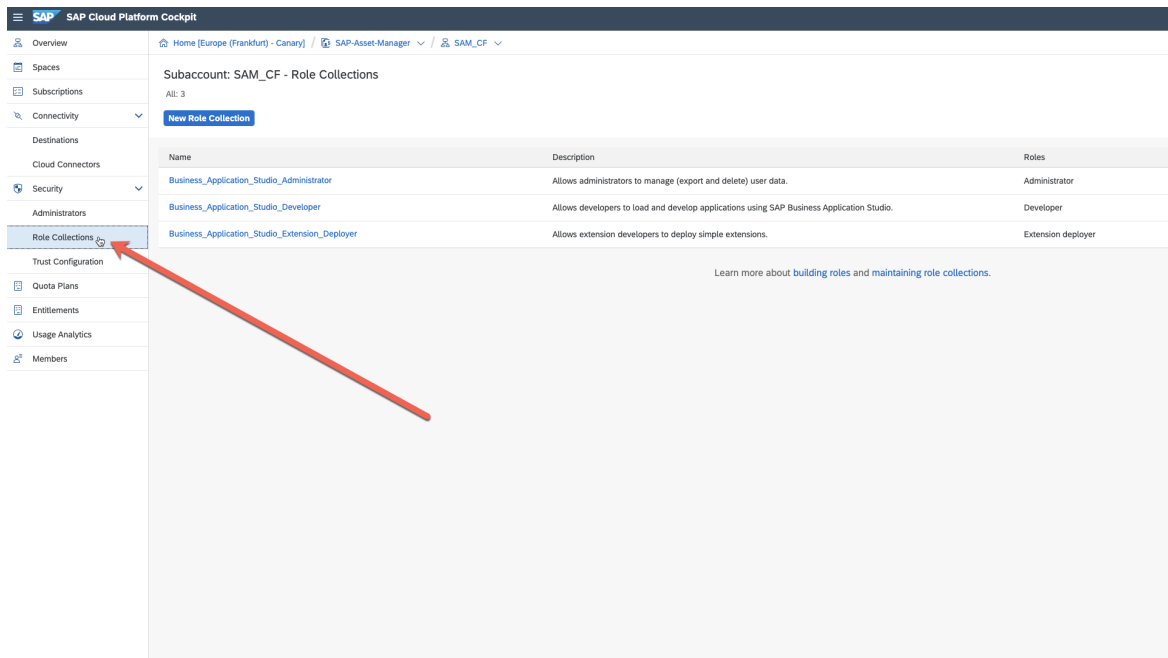 SAP SAP Cloud Platform Cockpit
Overview
Spaces
Subscriptions
Connectivity
Destinations
Cloud Connectors
Security
Administrators
Role Collections
Trust Configuration
Quota Plans
Entitlements
Usage Analytics
Members
Home [Europe (Frankfurt) - Canary] / SAP-Asset-Manager / SAM_CF
Subaccount: SAM_CF - Role Collections
All: 3
New Role Collection
Name Description Roles
Business_Application_Studio_Administrator Allows administrators to manage (export and delete) user data. Administrator
Business_Application_Studio_Developer Allows developers to load and develop applications using SAP Business Application Studio. Developer
Business_Application_Studio_Extension_Deployer Allows extension developers to deploy simple extensions. Extension deployer
Learn more about building roles and maintaining role collections.